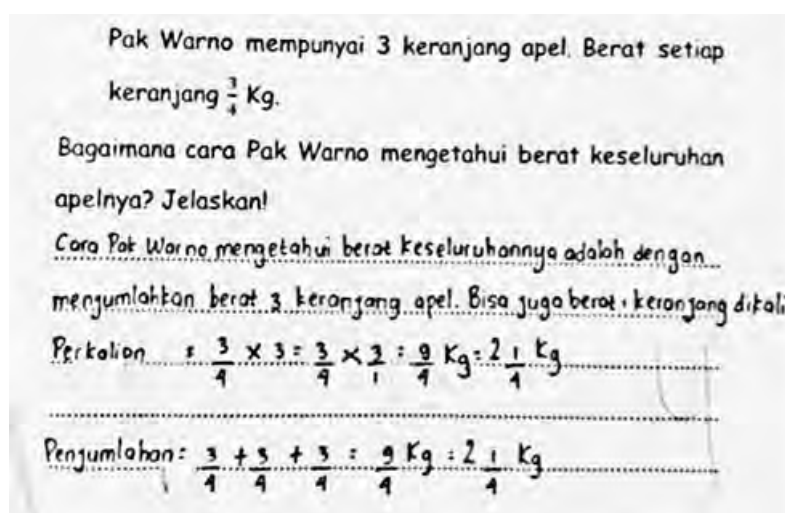 Pak Warno mempunyai 3 keranjang apel. Berat setiap
keranjang 3/4 Kg.
Bagaimana cara Pak Warno mengetahui berat keseluruhan
apelnya? Jelaskan!
Cara Pak Warno mengetahui berat keseluruhannya adalah dengan
menjumlahkan berat 3 keranjang apel. Bisa juga berat 1 keranjang dikali
Perkalian = 3/4 × 3 = 3/4 × 3/1 = 9/4 Kg = 2 1/4 Kg
Penjumlahan = 3/4 + 3/4 + 3/4 = 9/4 Kg = 2 1/4 Kg